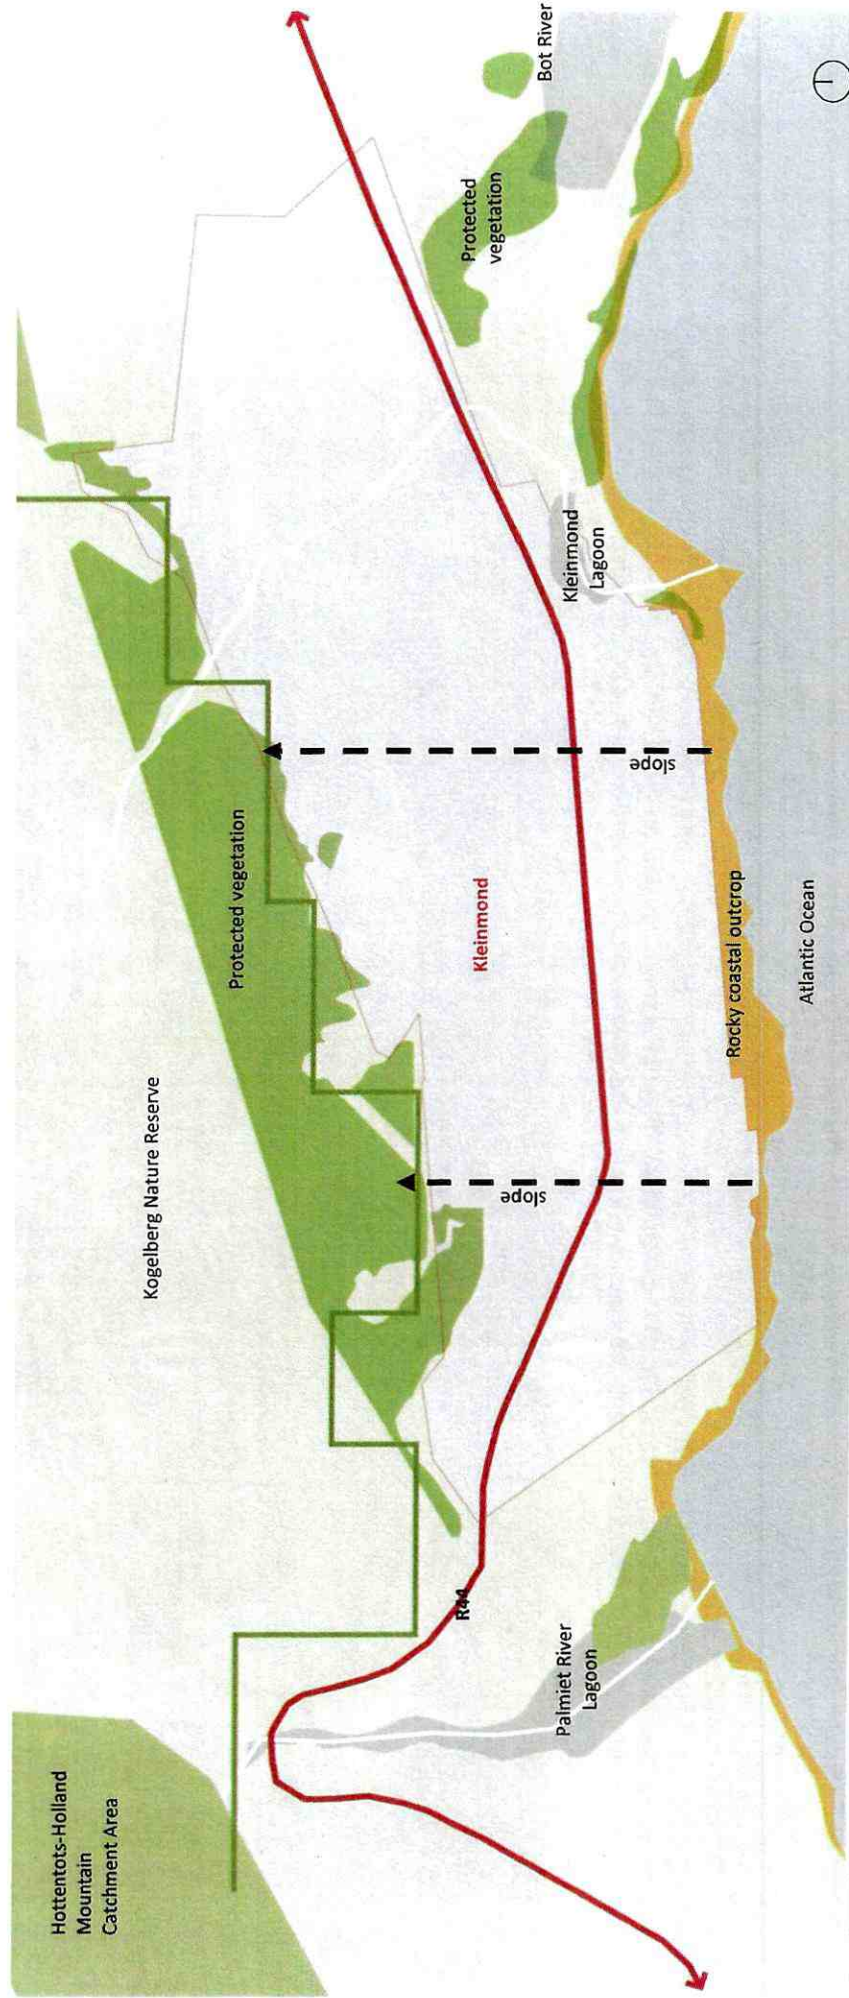 Hottentots-Holland
Mountain
Catchment Area
Kogelberg Nature Reserve
Protected vegetation
Bot River
Protected
vegetation
R44
Kleinmond
Kleinmond
Lagoon
Palmiet River
Lagoon
slope
slope
Rocky coastal outcrop
Atlantic Ocean